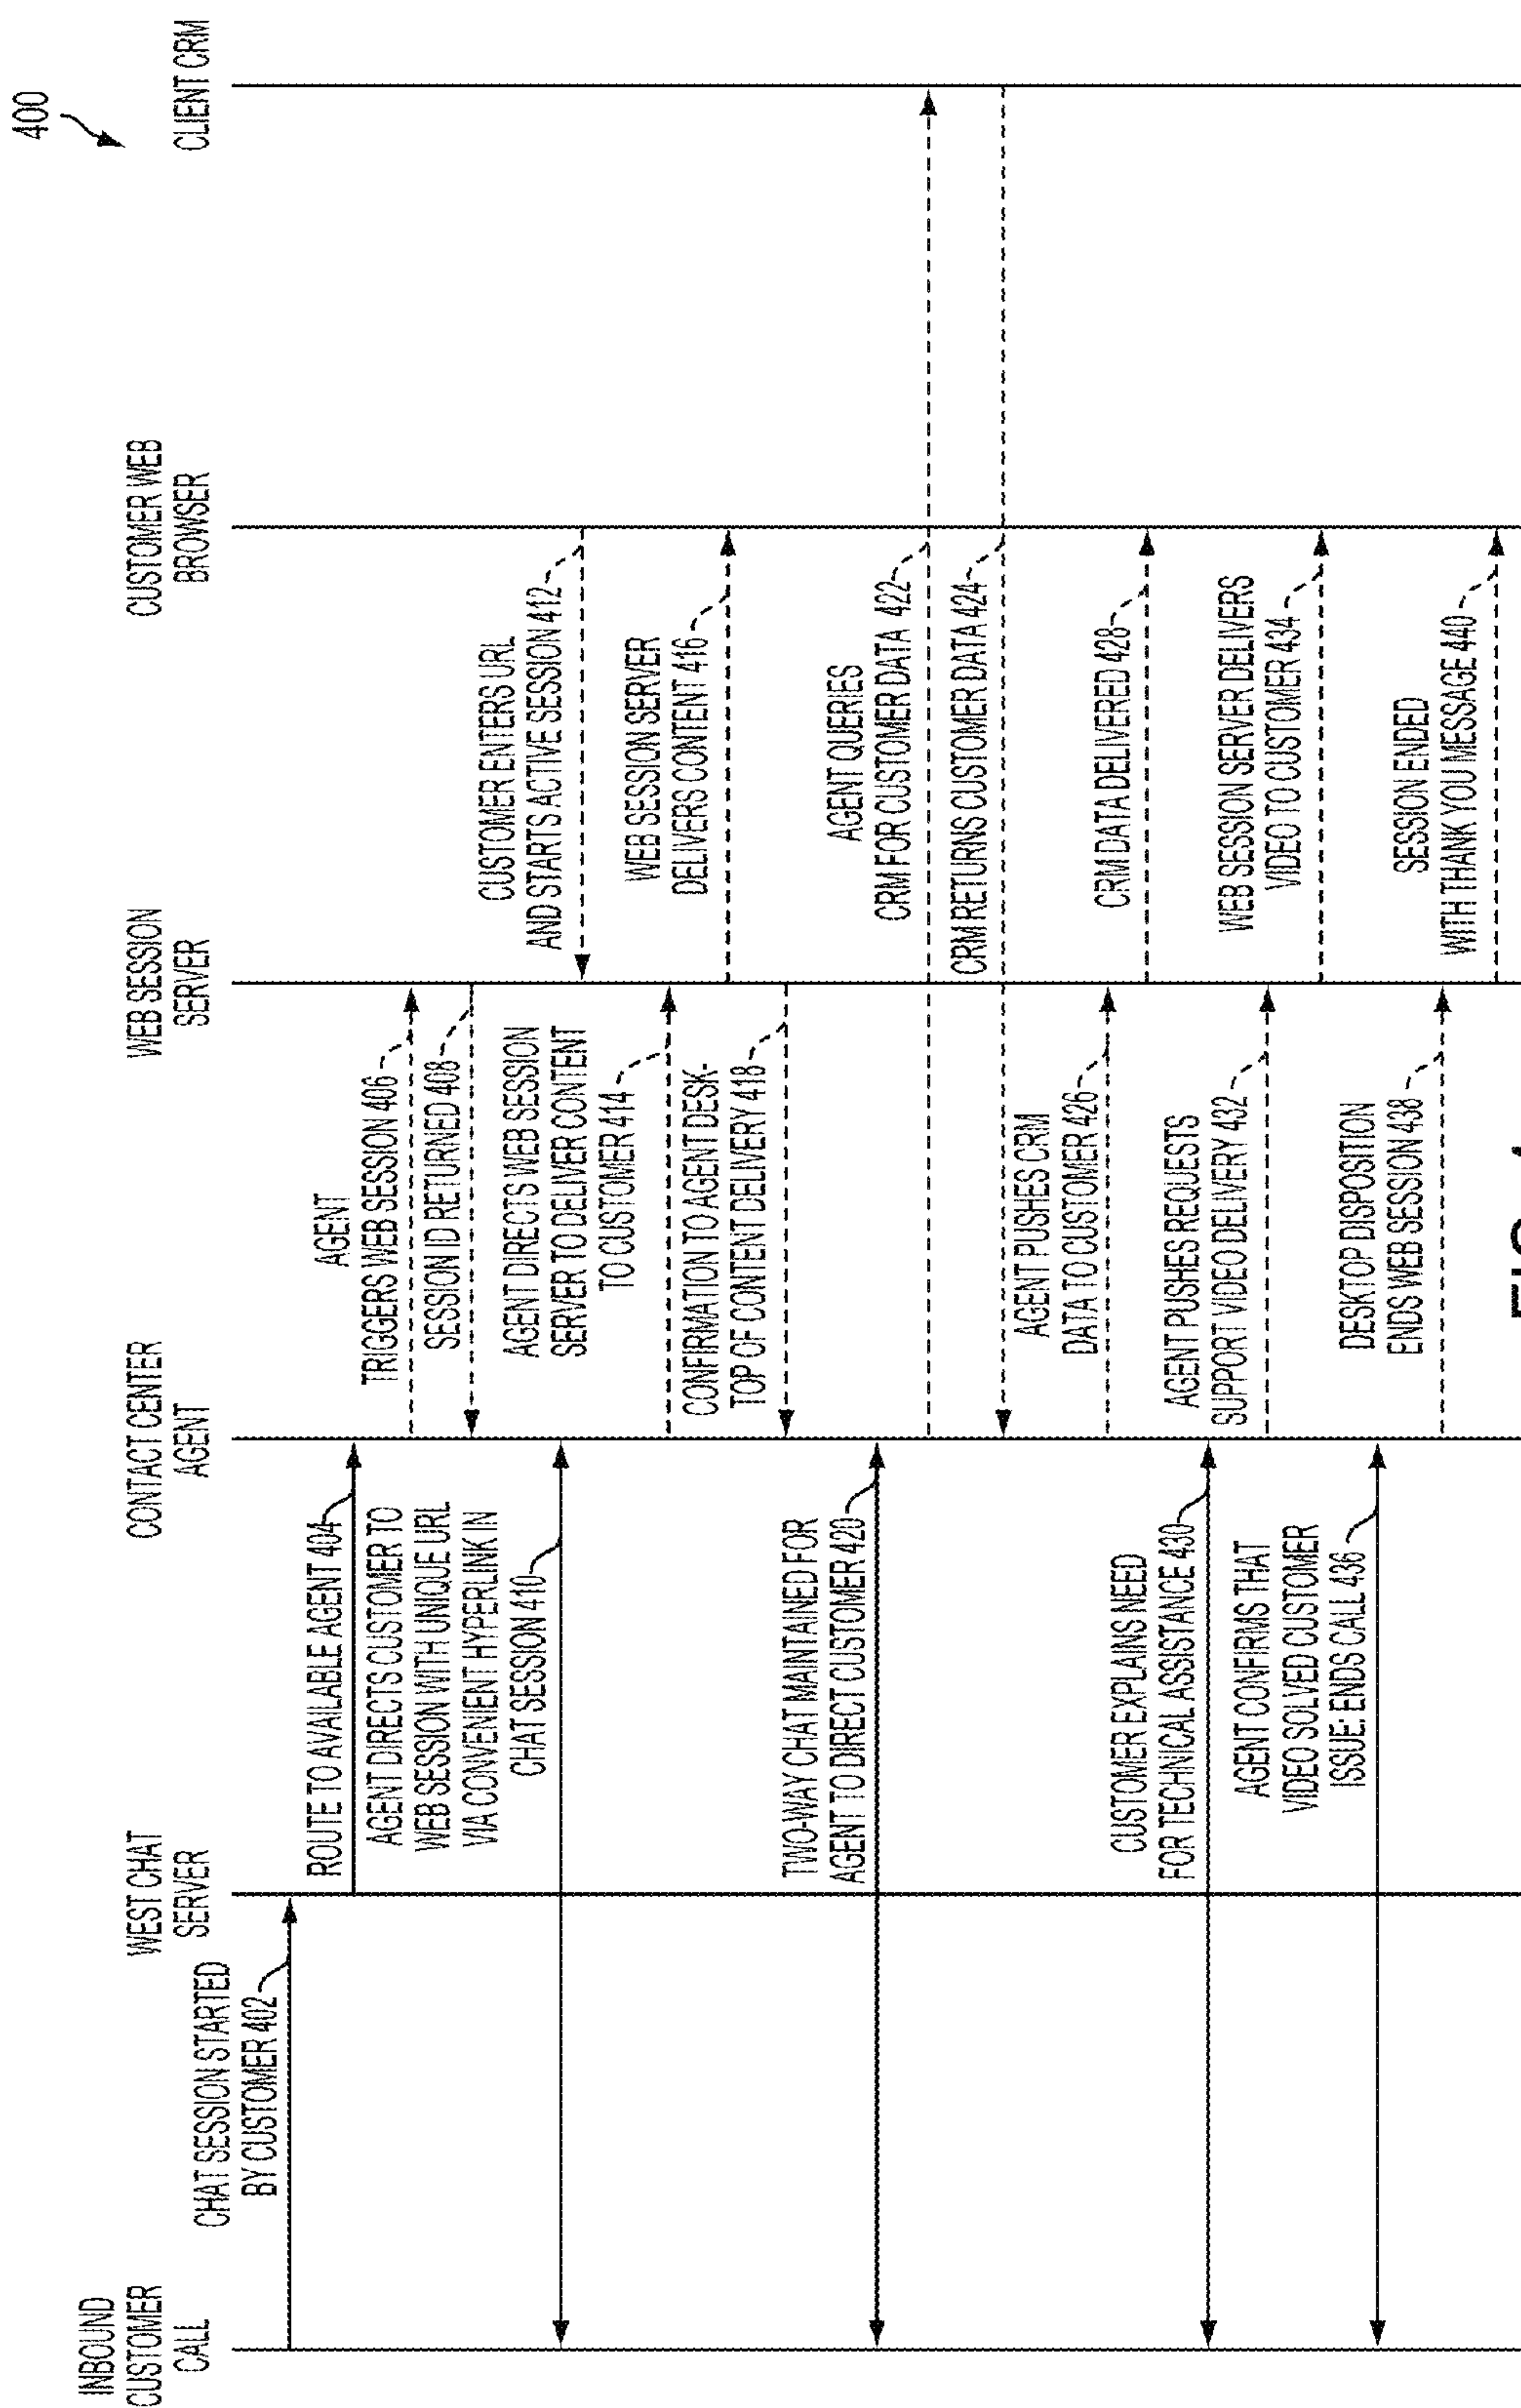 400
INBOUND
CUSTOMER
CALL
WEST CHAT
SERVER
CONTACT CENTER
AGENT
WEB SESSION
SERVER
CUSTOMER WEB
BROWSER
CLIENT CRM
CHAT SESSION STARTED
BY CUSTOMER 402
ROUTE TO AVAILABLE AGENT 404
AGENT
TRIGGERS WEB SESSION 406
SESSION ID RETURNED 408
AGENT DIRECTS CUSTOMER TO
WEB SESSION WITH UNIQUE URL
VIA CONVENIENT HYPERLINK IN
CHAT SESSION 410
CUSTOMER ENTERS URL
AND STARTS ACTIVE SESSION 412
AGENT DIRECTS WEB SESSION
SERVER TO DELIVER CONTENT
TO CUSTOMER 414
WEB SESSION SERVER
DELIVERS CONTENT 416
CONFIRMATION TO AGENT DESK-
TOP OF CONTENT DELIVERY 418
TWO-WAY CHAT MAINTAINED FOR
AGENT TO DIRECT CUSTOMER 420
AGENT QUERIES
CRM FOR CUSTOMER DATA 422
CRM RETURNS CUSTOMER DATA 424
AGENT PUSHES CRM
DATA TO CUSTOMER 426
CRM DATA DELIVERED 428
CUSTOMER EXPLAINS NEED
FOR TECHNICAL ASSISTANCE 430
AGENT PUSHES REQUESTS
SUPPORT VIDEO DELIVERY 432
WEB SESSION SERVER DELIVERS
VIDEO TO CUSTOMER 434
AGENT CONFIRMS THAT
VIDEO SOLVED CUSTOMER
ISSUE: ENDS CALL 436
DESKTOP DISPOSITION
ENDS WEB SESSION 438
SESSION ENDED
WITH THANK YOU MESSAGE 440